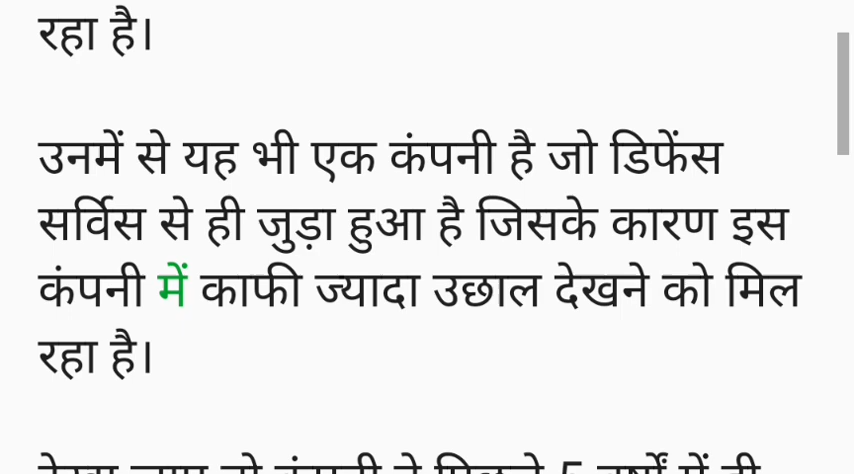 रहा है।
उनमें से यह भी एक कंपनी है जो डिफेंस
सर्विस से ही जुड़ा हुआ है जिसके कारण इस
कंपनी में काफी ज्यादा उछाल देखने को मिल
रहा है।